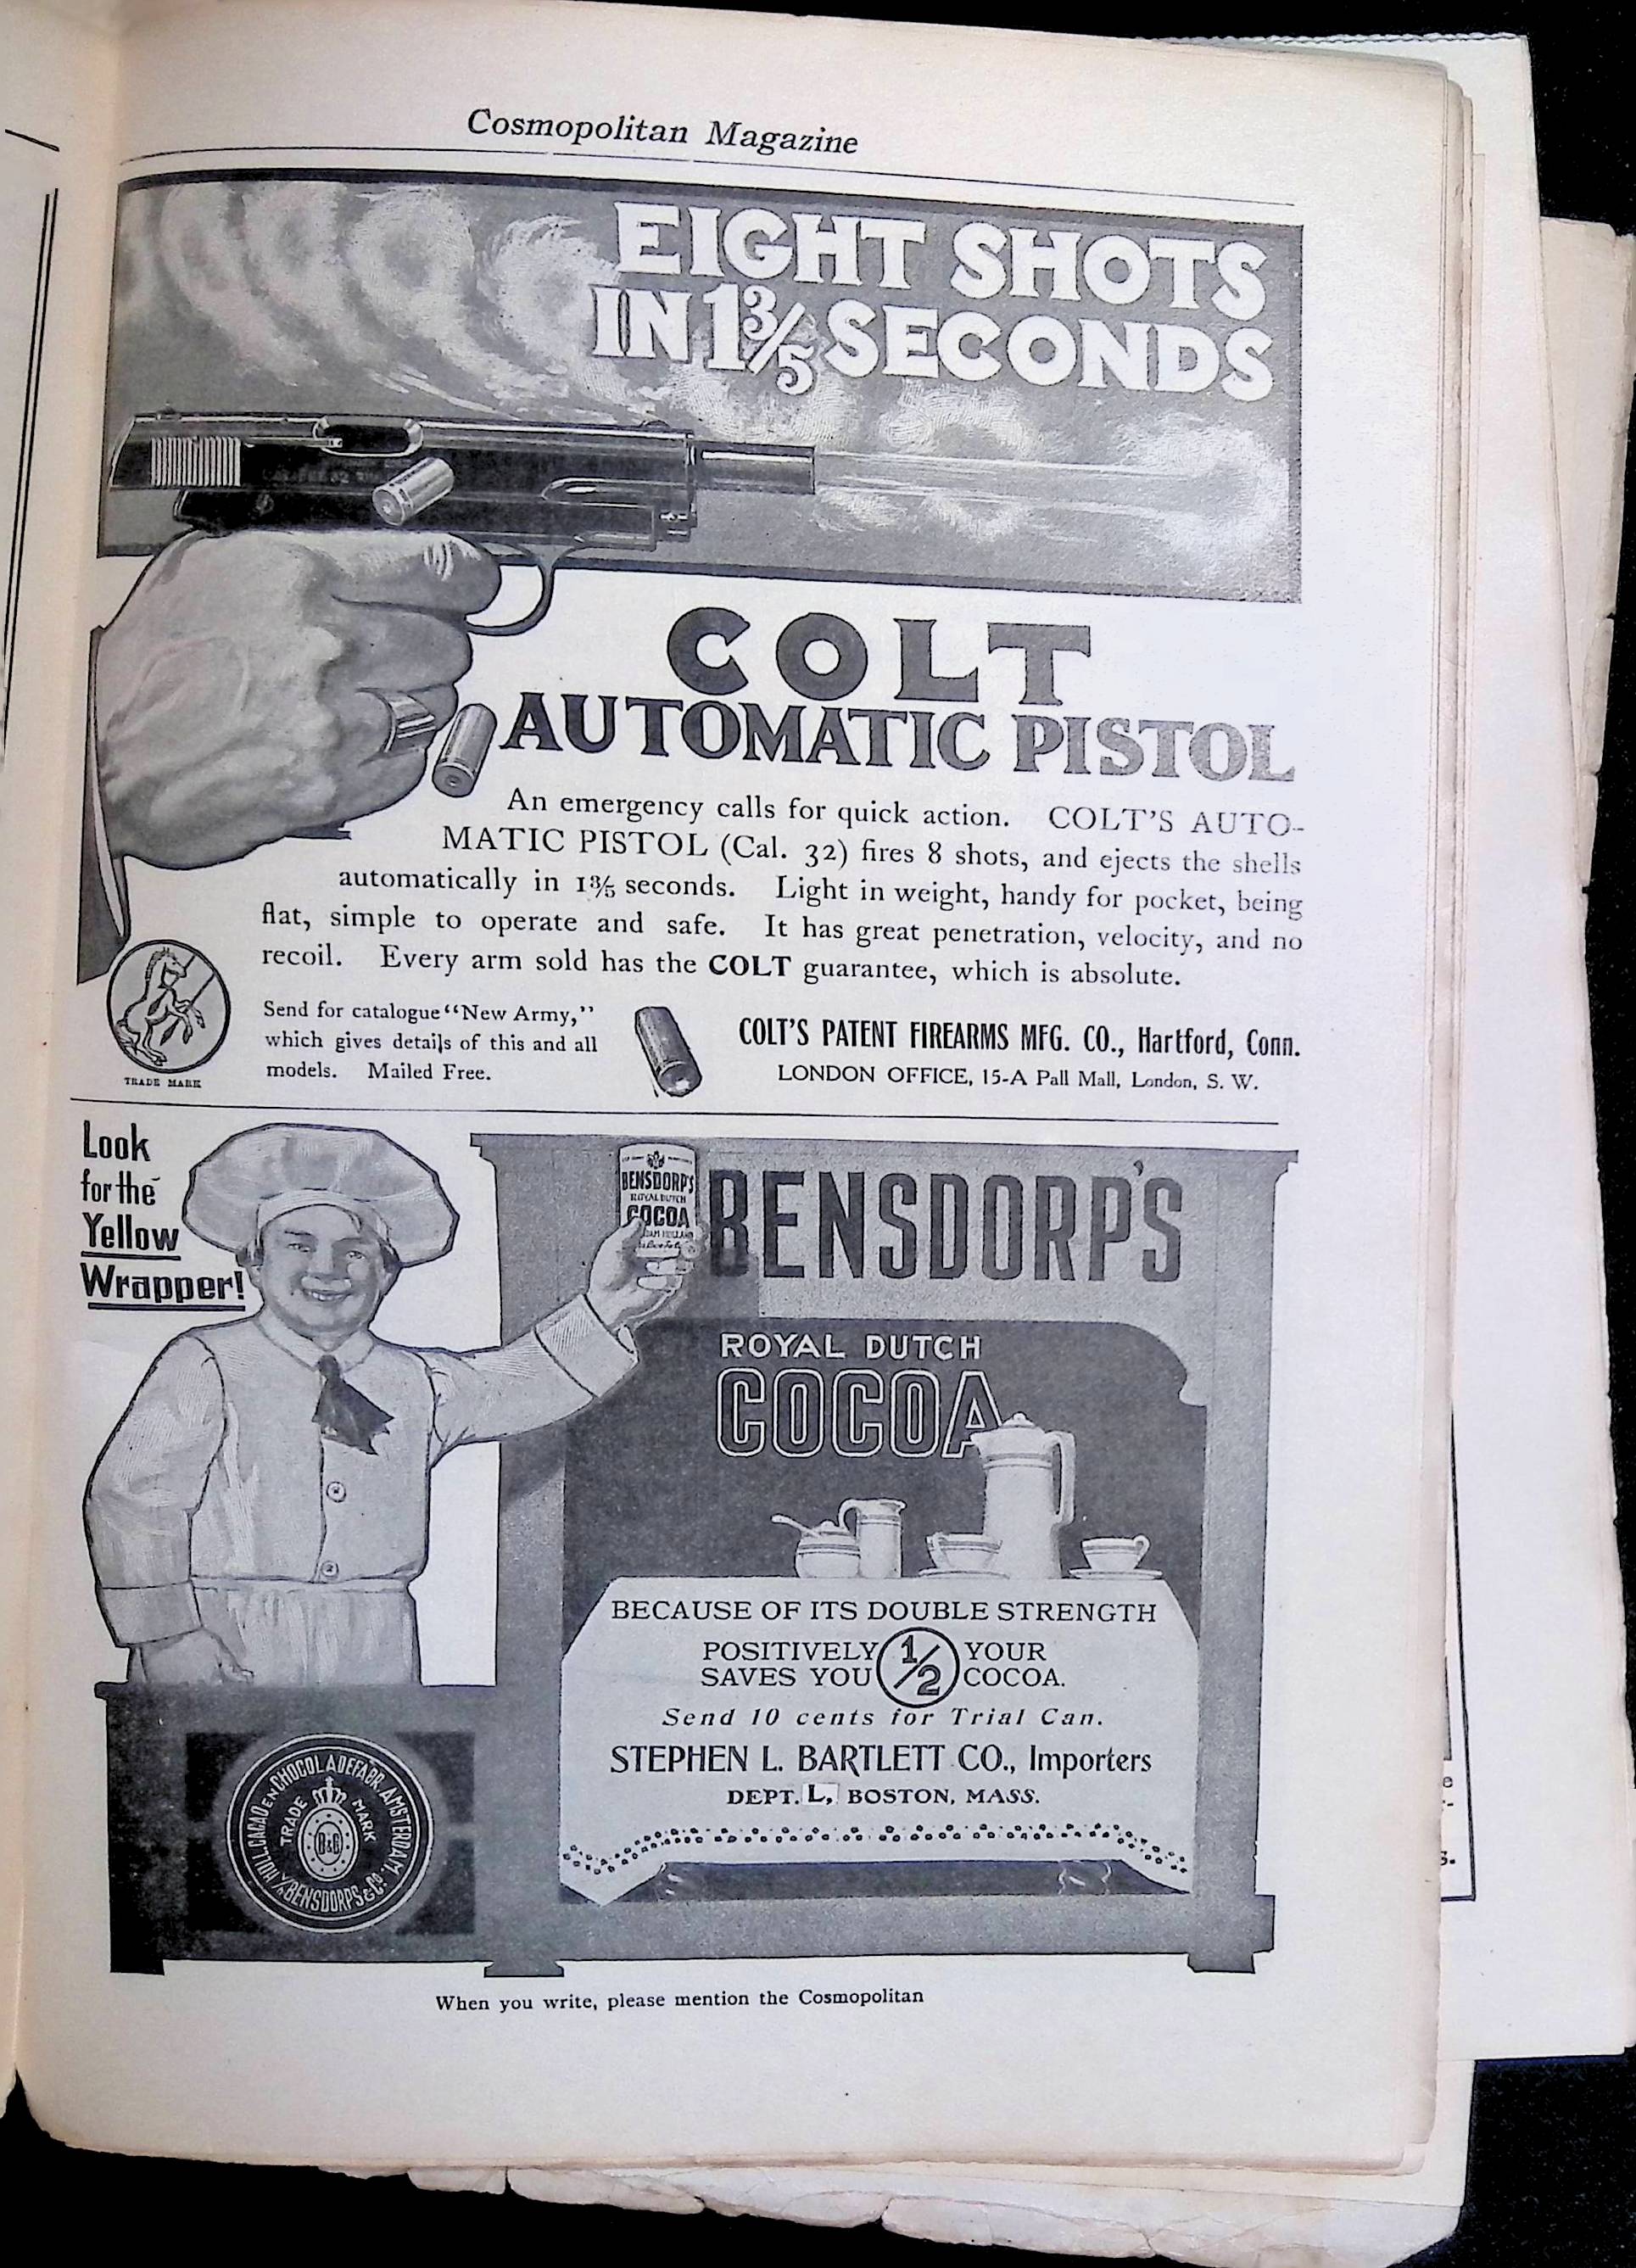 Cosmopolitan Magazine
EIGHT SHOTS
IN 1⅗ SECONDS
COLT
AUTOMATIC PISTOL
An emergency calls for quick action. COLT'S AUTO-
MATIC PISTOL (Cal. 32) fires 8 shots, and ejects the shells
automatically in 1⅗ seconds. Light in weight, handy for pocket, being
flat, simple to operate and safe. It has great penetration, velocity, and no
recoil. Every arm sold has the COLT guarantee, which is absolute.
TRADE MARK
Send for catalogue "New Army,"
which gives details of this and all
models. Mailed Free.
COLT'S PATENT FIREARMS MFG. CO., Hartford, Conn.
LONDON OFFICE, 15-A Pall Mall, London, S. W.
Look
for the
Yellow
Wrapper!
BENSDORP'S
ROYAL DUTCH
COCOA
BENSDORP'S
ROYAL DUTCH
COCOA
BECAUSE OF ITS DOUBLE STRENGTH
POSITIVELY SAVES YOU ½ YOUR COCOA.
Send 10 cents for Trial Can.
STEPHEN L. BARTLETT CO., Importers
DEPT. L, BOSTON, MASS.
HOLL. CACAO EN CHOCOLADEFABR. AMSTERDAM
BENSDORPS & Co
TRADE MARK
B&C
When you write, please mention the Cosmopolitan